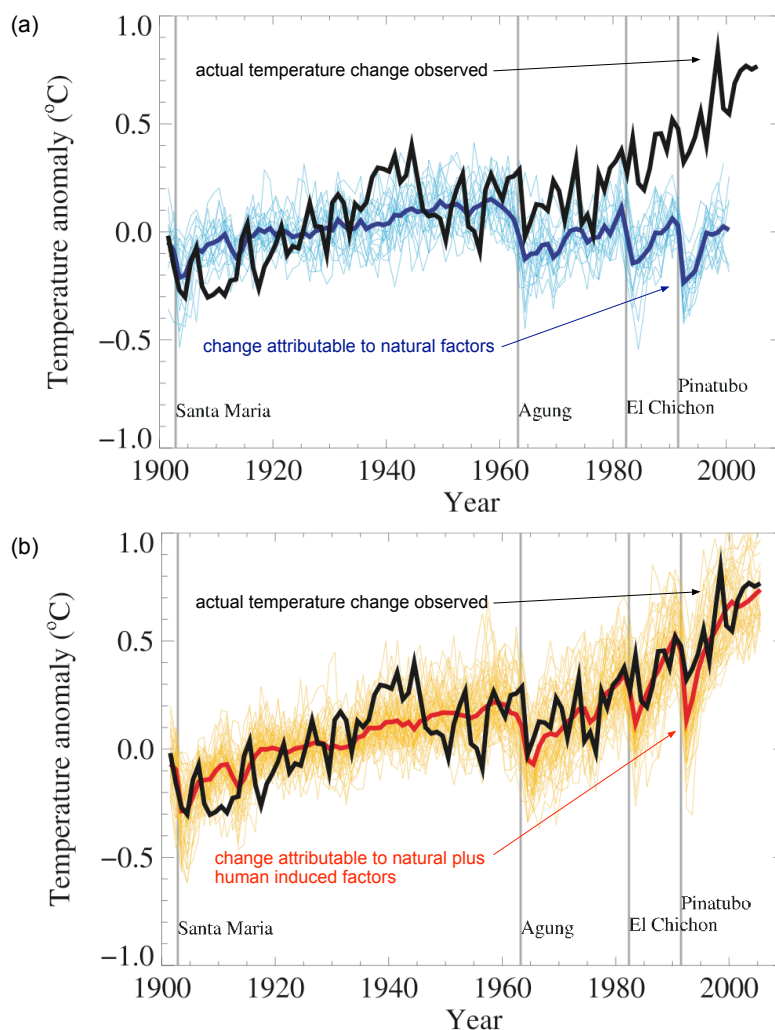 (a)
Temperature anomaly (°C)
1.0
0.5
0.0
−0.5
−1.0
actual temperature change observed
change attributable to natural factors
Santa Maria
Agung
El Chichon
Pinatubo
1900 1920 1940 1960 1980 2000
Year
(b)
Temperature anomaly (°C)
1.0
0.5
0.0
−0.5
−1.0
actual temperature change observed
change attributable to natural plus
human induced factors
Santa Maria
Agung
El Chichon
Pinatubo
1900 1920 1940 1960 1980 2000
Year